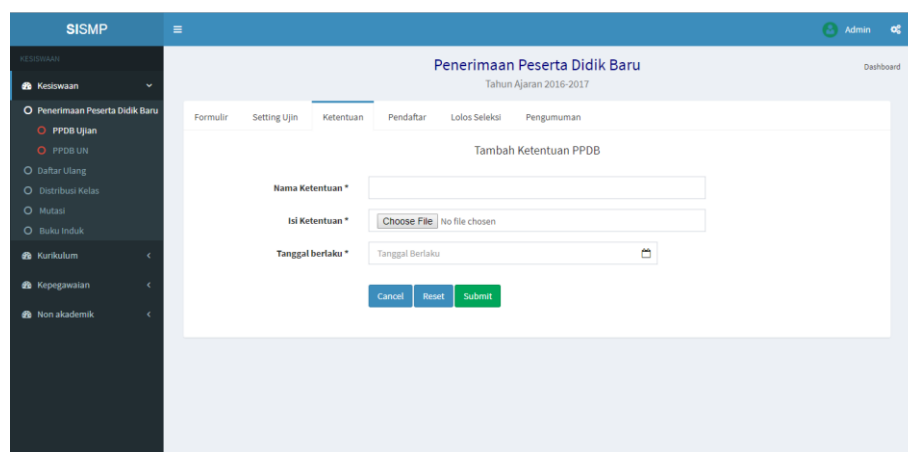 SISMP
Admin
KESISWAAN
Penerimaan Peserta Didik Baru
Dashboard
Tahun Ajaran 2016-2017
Kesiswaan
Penerimaan Peserta Didik Baru
PPDB Ujian
PPDB UN
Daftar Ulang
Distribusi Kelas
Mutasi
Buku Induk
Kurikulum
Kepegawaian
Non akademik
Formulir Setting Ujin Ketentuan Pendaftar Lolos Seleksi Pengumuman
Tambah Ketentuan PPDB
Nama Ketentuan *
Isi Ketentuan * Choose File No file chosen
Tanggal berlaku * Tanggal Berlaku
Cancel Reset Submit